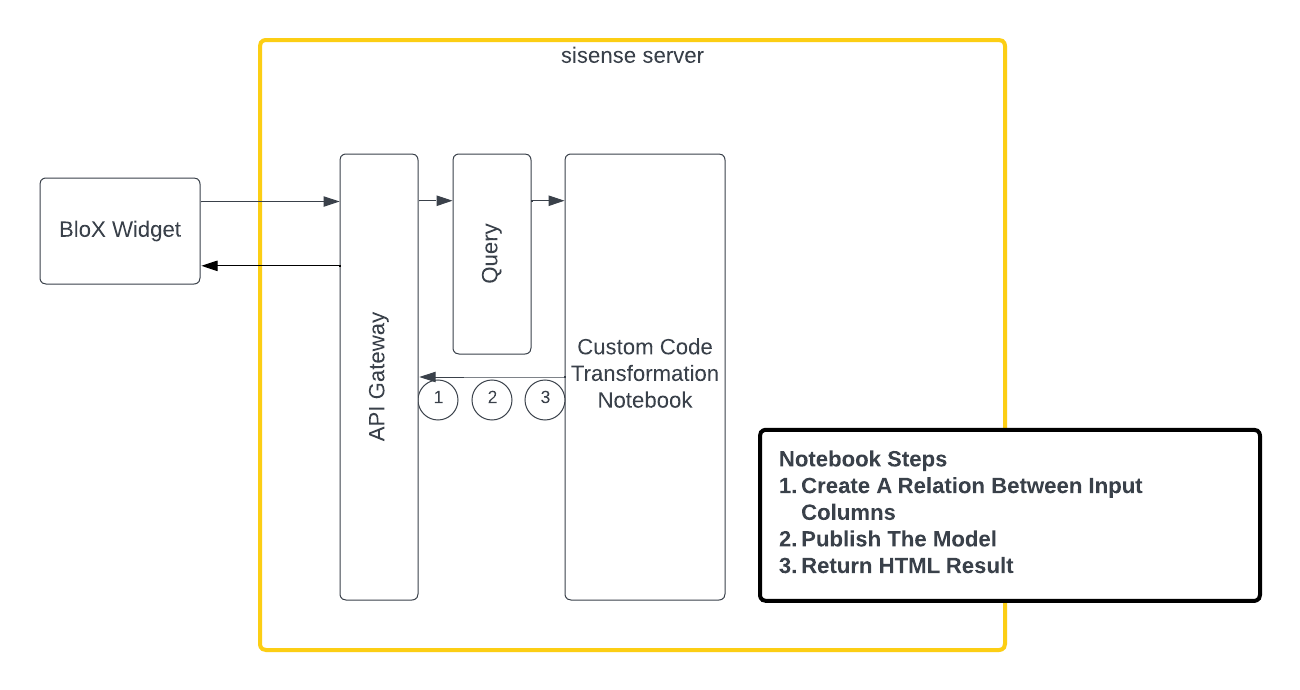 sisense server
BloX Widget
API Gateway
Query
Custom Code
Transformation
Notebook
1 2 3
Notebook Steps
1. Create A Relation Between Input
Columns
2. Publish The Model
3. Return HTML Result